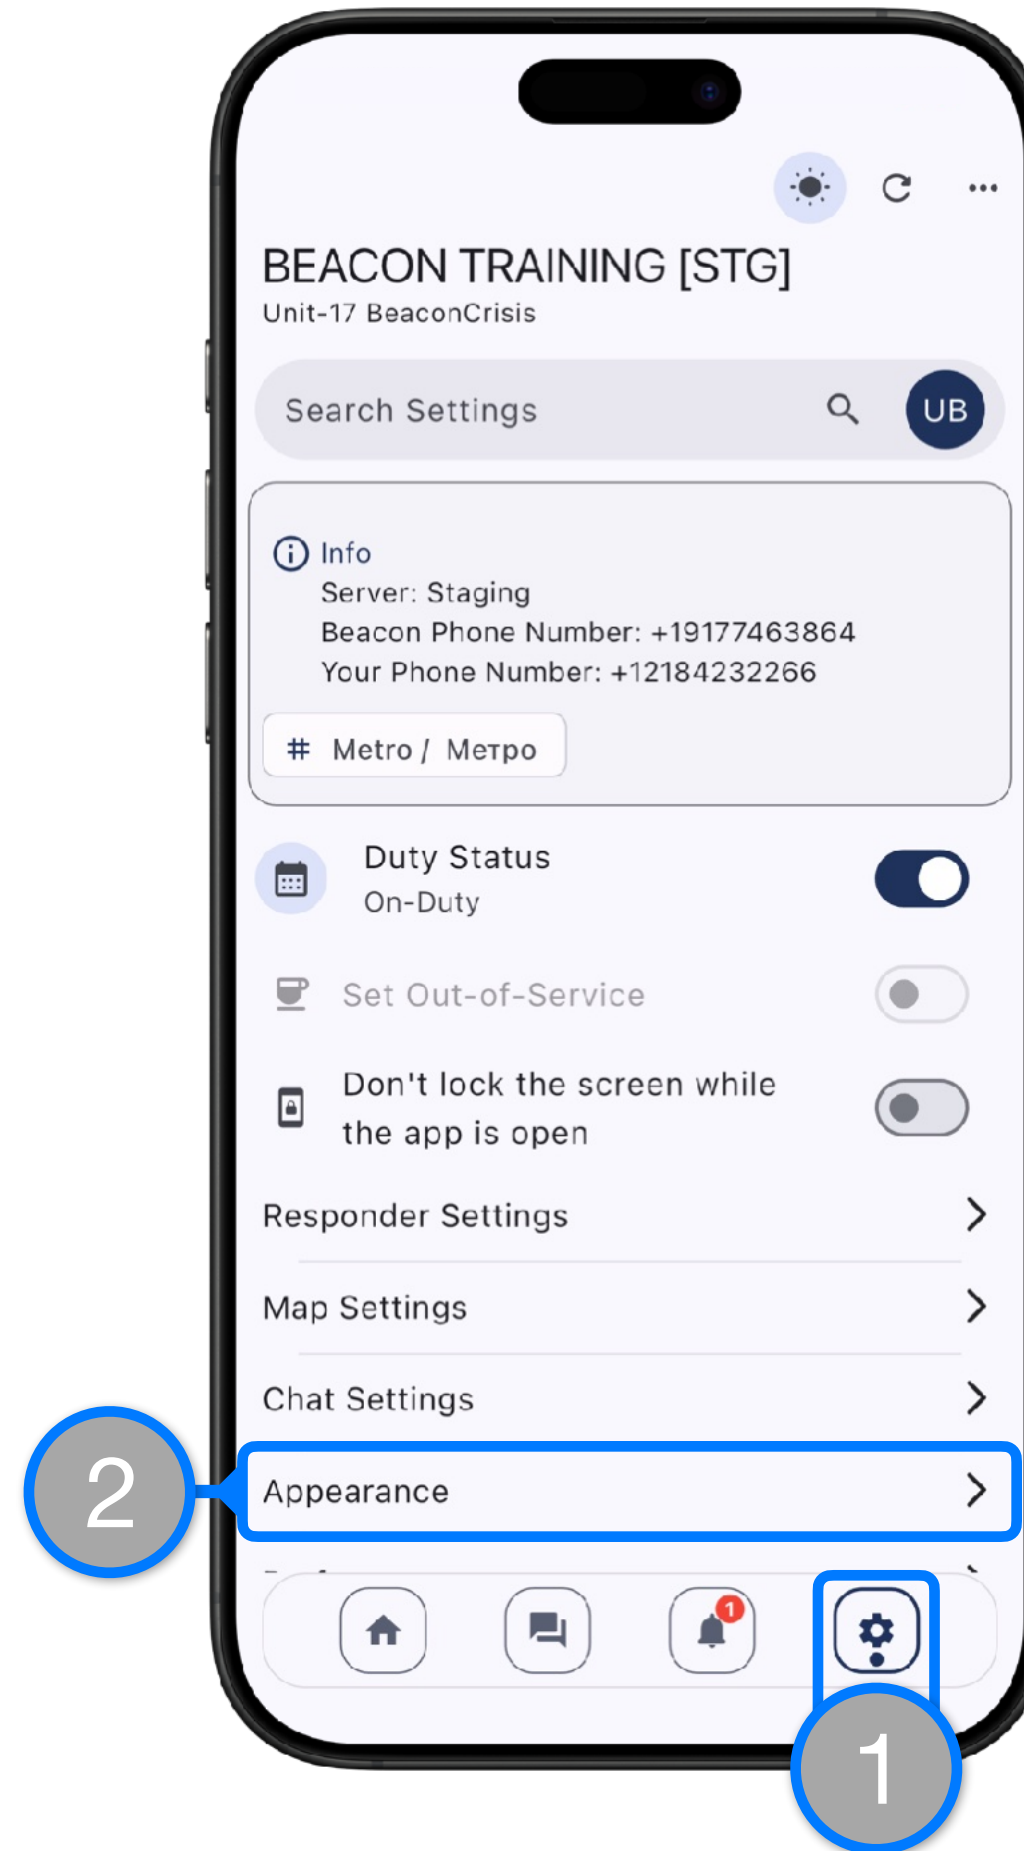 BEACON TRAINING [STG]
Unit-17 BeaconCrisis
Search Settings
UB
Info
Server: Staging
Beacon Phone Number: +19177463864
Your Phone Number: +12184232266
# Metro / Метро
Duty Status
On-Duty
Set Out-of-Service
Don't lock the screen while
the app is open
Responder Settings
Map Settings
Chat Settings
2
Appearance
1
1